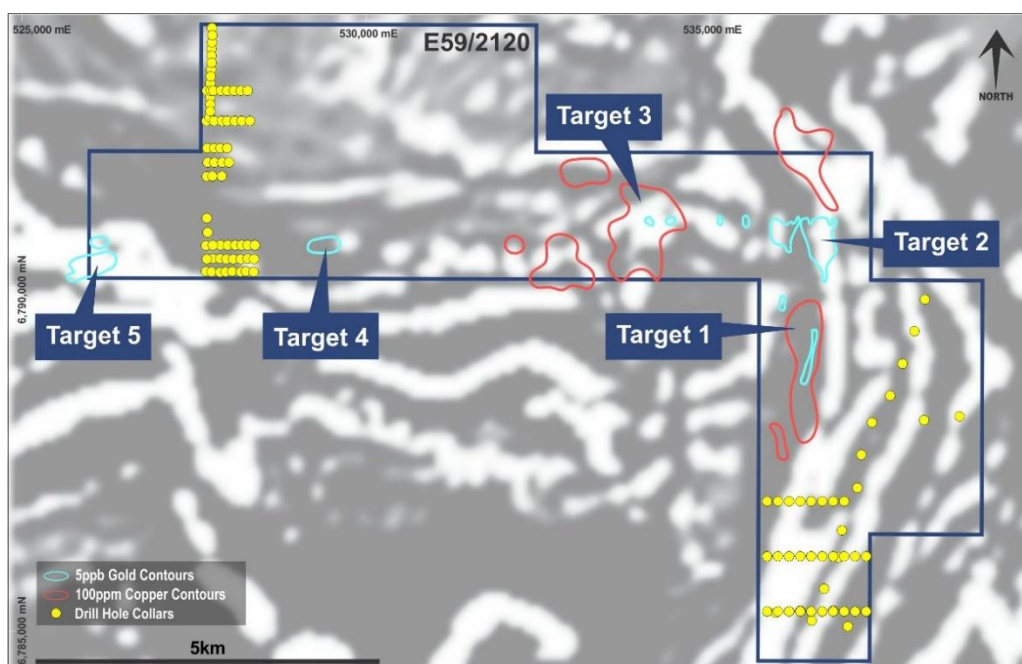 525,000 mE
530,000 mE
535,000 mE
E59/2120
NORTH
Target 3
Target 2
6,790,000 mN
Target 5
Target 4
Target 1
5ppb Gold Contours
100ppm Copper Contours
Drill Hole Collars
6,785,000 mN
5km